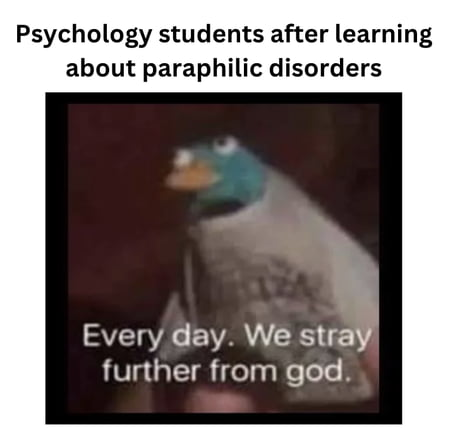 Psychology students after learning
about paraphilic disorders
Every day. We stray
further from god.